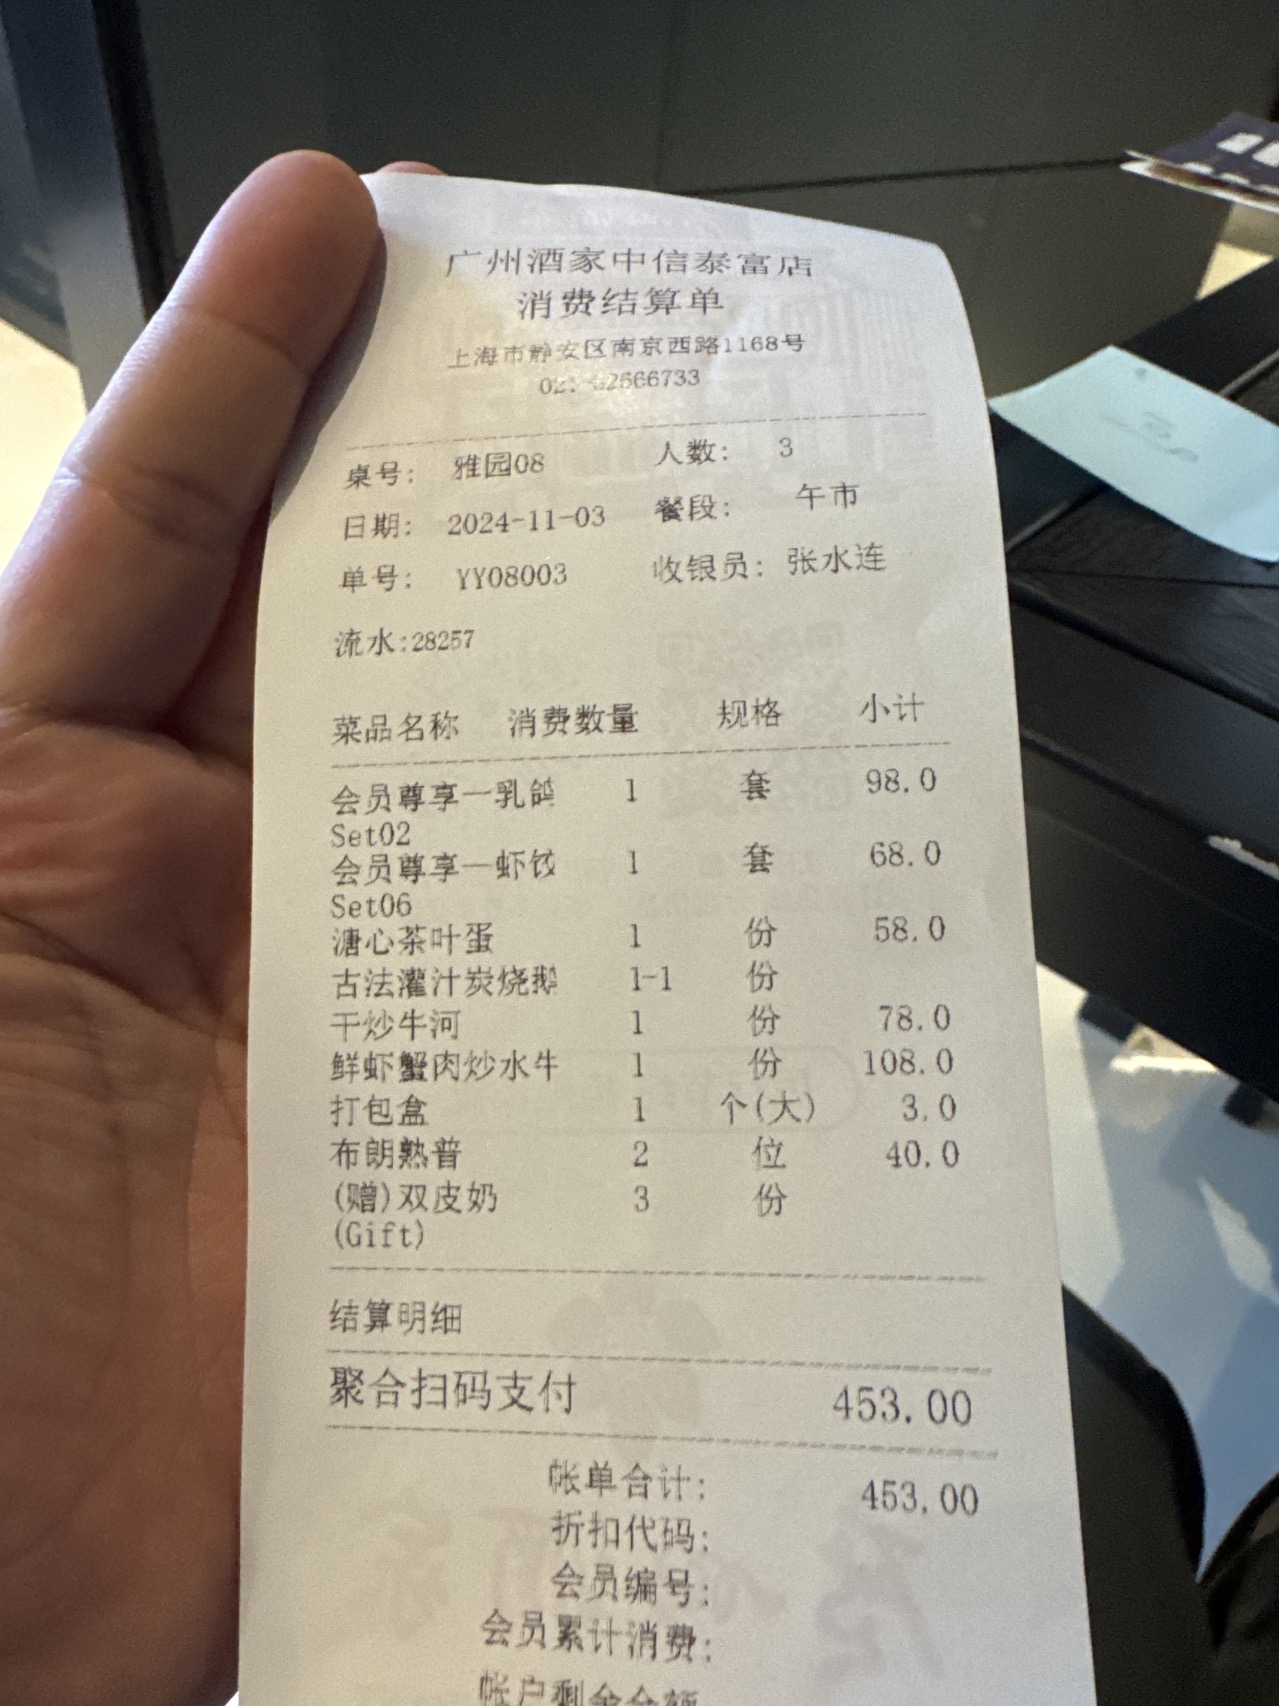 广州酒家中信泰富店
消费结算单
上海市静安区南京西路1168号
桌号: 雅园08 人数: 3
日期: 2024-11-03 餐段: 午市
单号: YY08003 收银员: 张水连
流水:28257
菜品名称 消费数量 规格 小计
会员尊享一乳鸽 1 套 98.0
Set02
会员尊享一虾饺 1 套 68.0
Set06
溏心茶叶蛋 1 份 58.0
古法灌汁炭烧鹅 1-1 份
干炒牛河 1 份 78.0
鲜虾蟹肉炒水牛 1 份 108.0
打包盒 1 个(大) 3.0
布朗熟普 2 位 40.0
(赠)双皮奶 3 份
(Gift)
结算明细
聚合扫码支付 453.00
帐单合计: 453.00
折扣代码:
会员编号:
会员累计消费:
帐户剩余金额